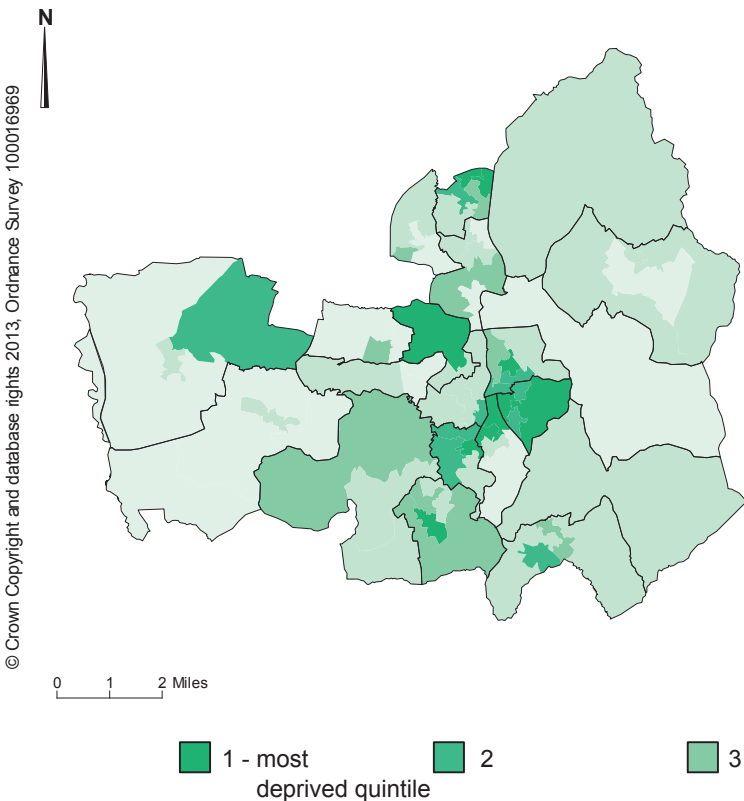 N
© Crown Copyright and database rights 2013, Ordnance Survey 100016969
0 1 2 Miles
1 - most
deprived quintile
2
3